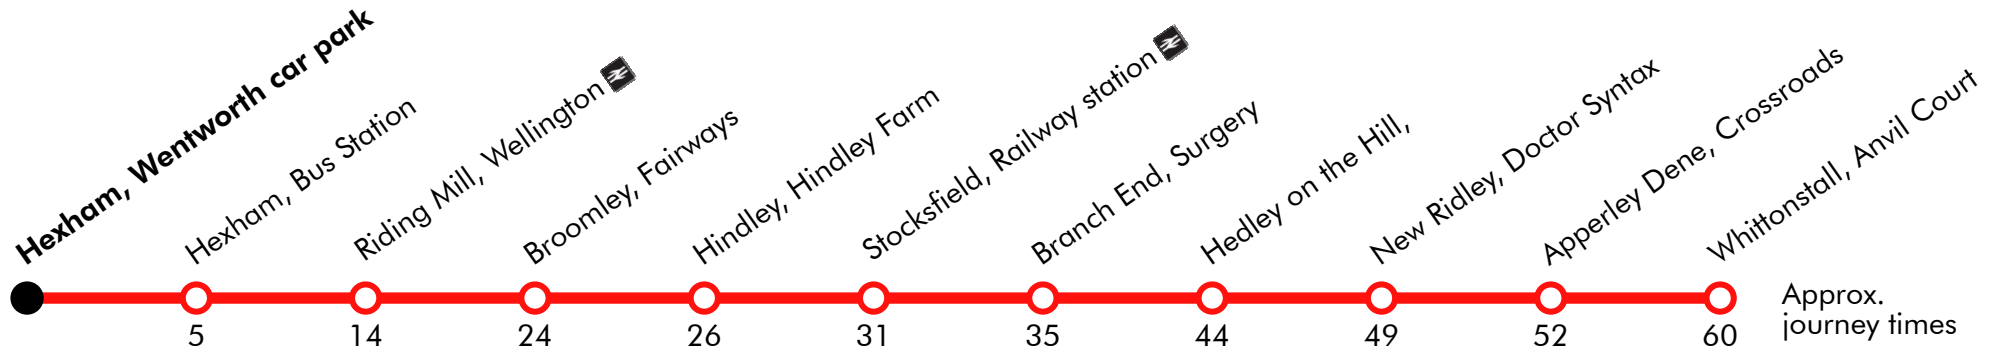 Hexham, Wentworth car park
Hexham, Bus Station
Riding Mill, Wellington
Broomley, Fairways
Hindley, Hindley Farm
Stocksfield, Railway station
Branch End, Surgery
Hedley on the Hill,
New Ridley, Doctor Syntax
Apperley Dene, Crossroads
Whittonstall, Anvil Court
5 14 24 26 31 35 44 49 52 60
Approx.
journey times